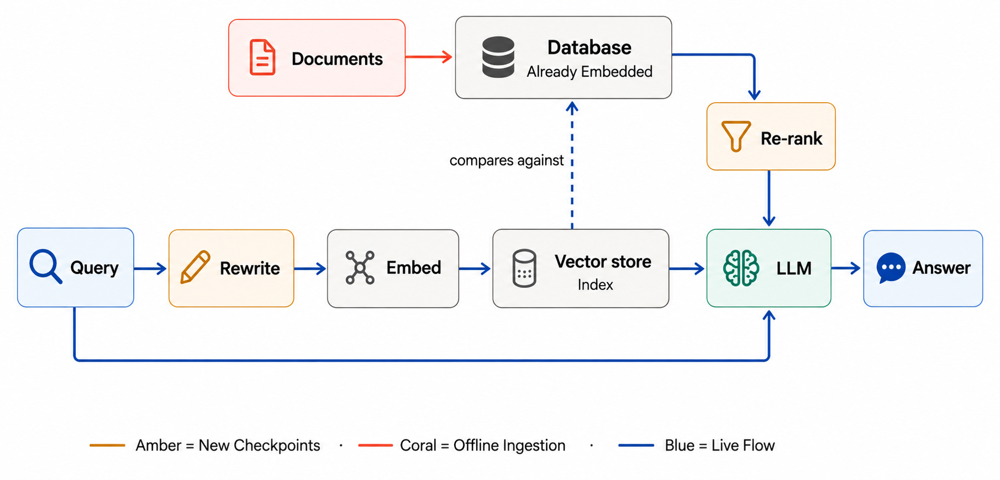 Documents
Database
Already Embedded
Re-rank
compares against
Query
Rewrite
Embed
Vector store
Index
LLM
Answer
Amber = New Checkpoints · Coral = Offline Ingestion · Blue = Live Flow